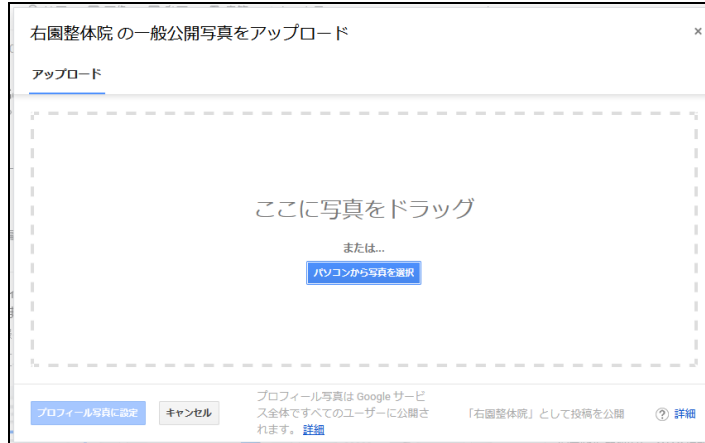 右園整体院 の一般公開写真をアップロード
×
アップロード
ここに写真をドラッグ
または...
パソコンから写真を選択
プロフィール写真に設定
キャンセル
プロフィール写真は Google サービ
ス全体ですべてのユーザーに公開さ
れます。 詳細
「右園整体院」として投稿を公開
? 詳細